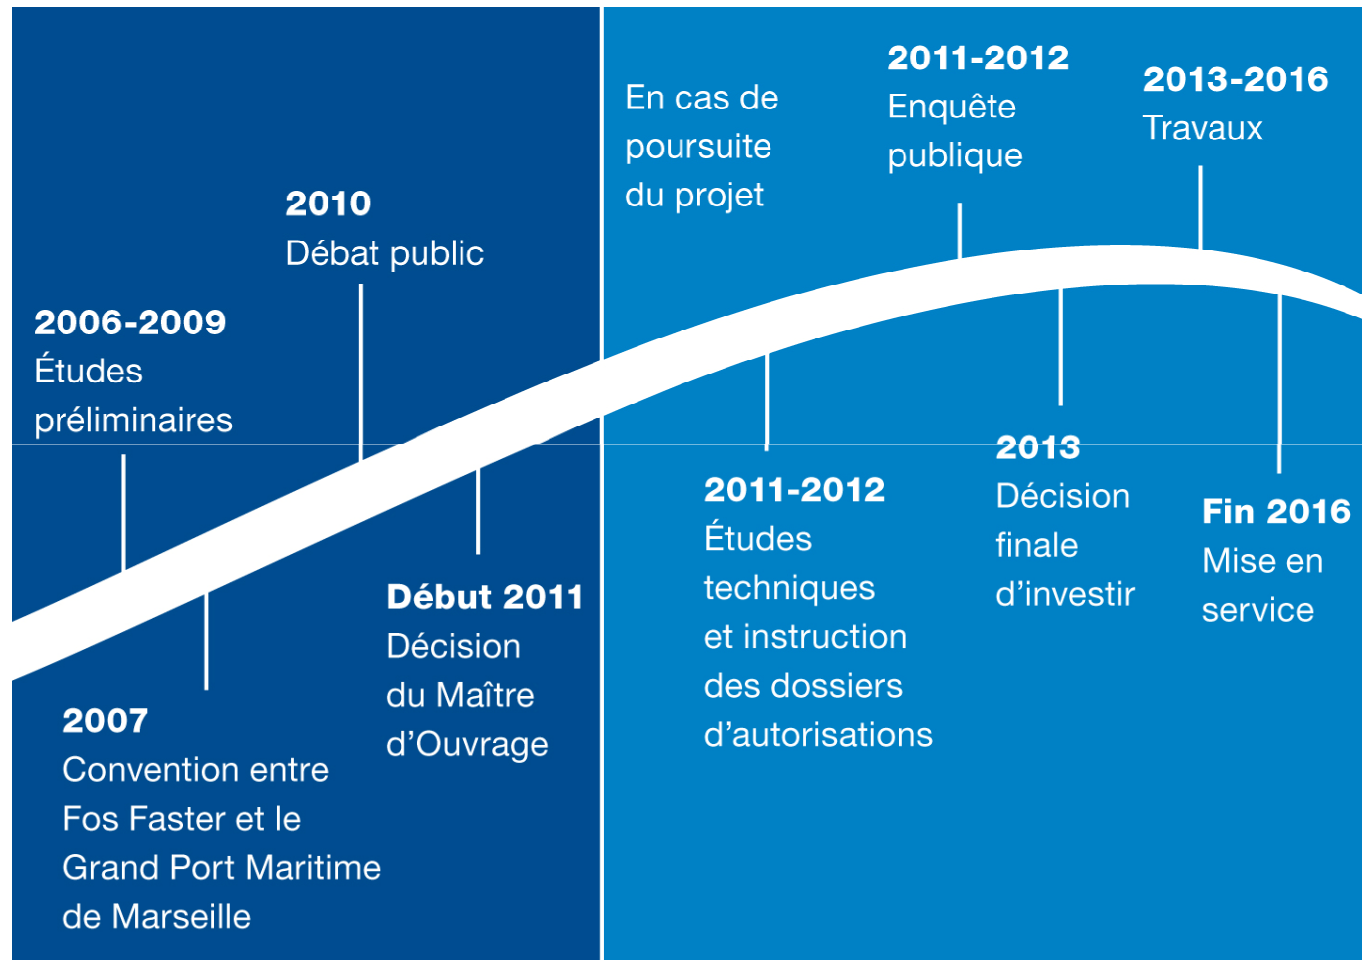 2006-2009
Études
préliminaires
2007
Convention entre
Fos Faster et le
Grand Port Maritime
de Marseille
2010
Débat public
Début 2011
Décision
du Maître
d’Ouvrage
En cas de
poursuite
du projet
2011-2012
Études
techniques
et instruction
des dossiers
d’autorisations
2011-2012
Enquête
publique
2013
Décision
finale
d’investir
2013-2016
Travaux
Fin 2016
Mise en
service